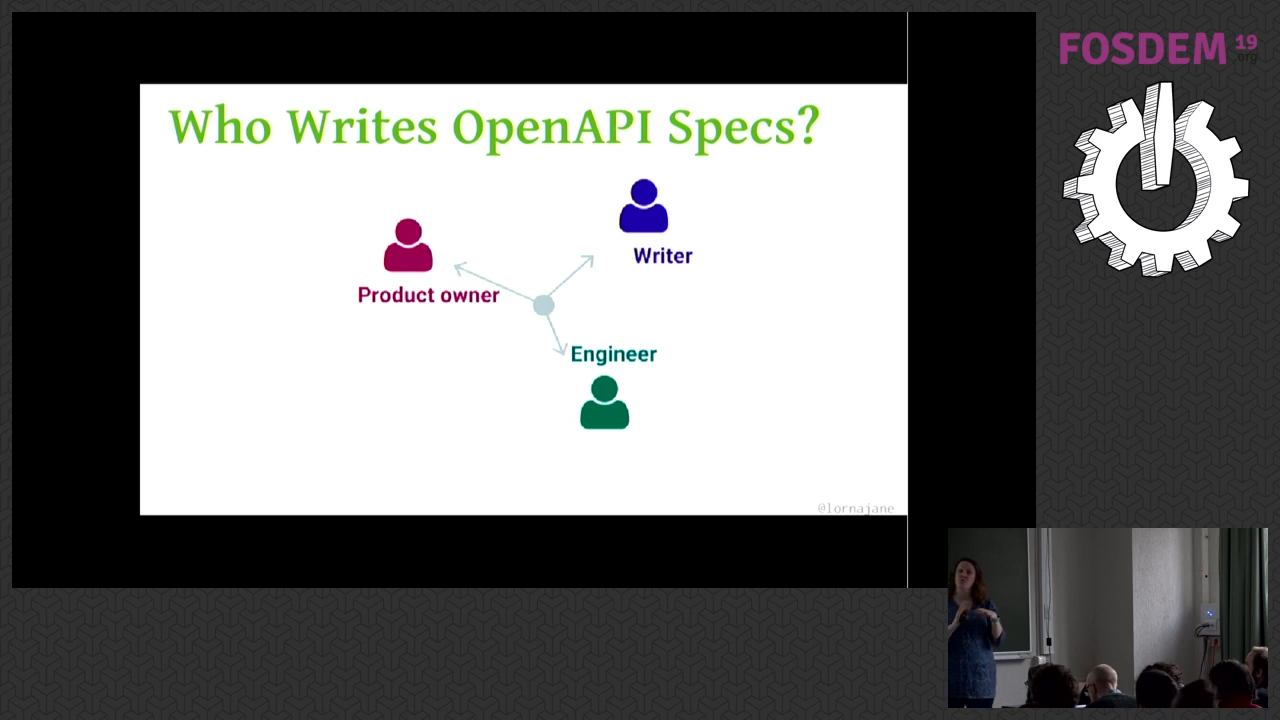 Who Writes OpenAPI Specs?
Writer
Product owner
Engineer
@lornajane
FOSDEM 19
.org